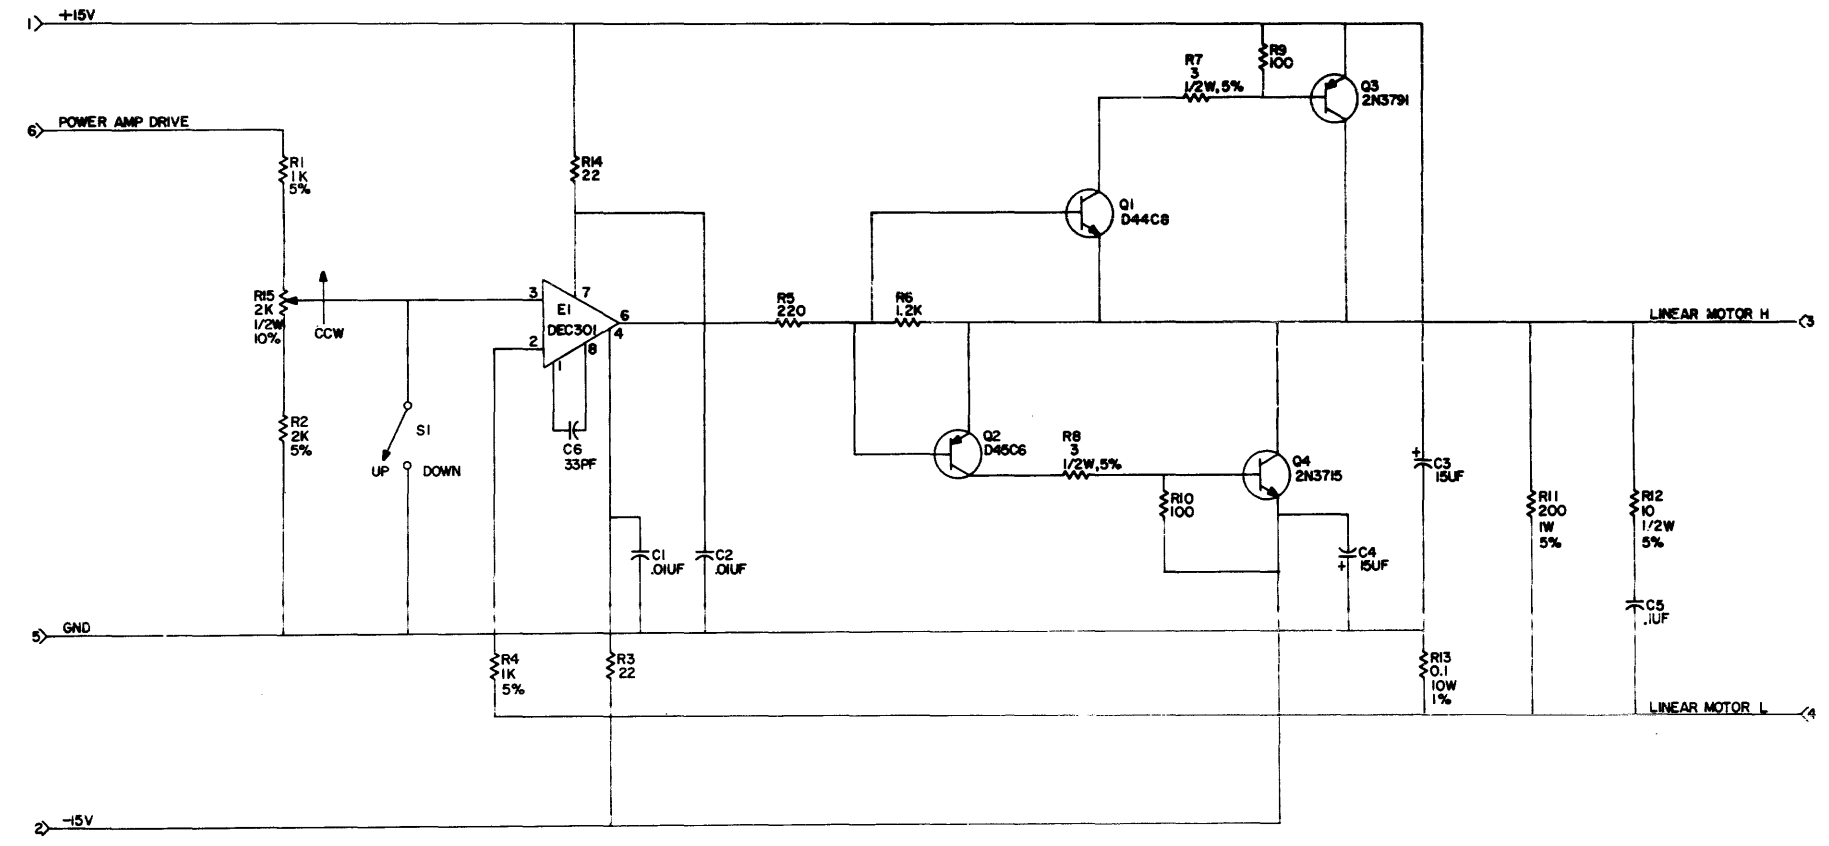 1
+15V
R9
100
R7
3
1/2W, 5%
Q3
2N3791
6
POWER AMP DRIVE
R1
1K
5%
R14
22
Q1
D44C8
R15
2K
1/2W
10%
CCW
3
7
E1
DEC301
6
4
2
8
1
R5
220
R6
1.2K
LINEAR MOTOR H
3
C6
33PF
R2
2K
5%
S1
UP
DOWN
Q2
D45C6
R8
3
1/2W, 5%
Q4
2N3715
R10
100
+
C3
15UF
R11
200
1W
5%
R12
10
1/2W
5%
C1
.01UF
C2
.01UF
C4
15UF
+
C5
.1UF
5
GND
R4
1K
5%
R3
22
R13
0.1
10W
1%
LINEAR MOTOR L
4
2
-15V